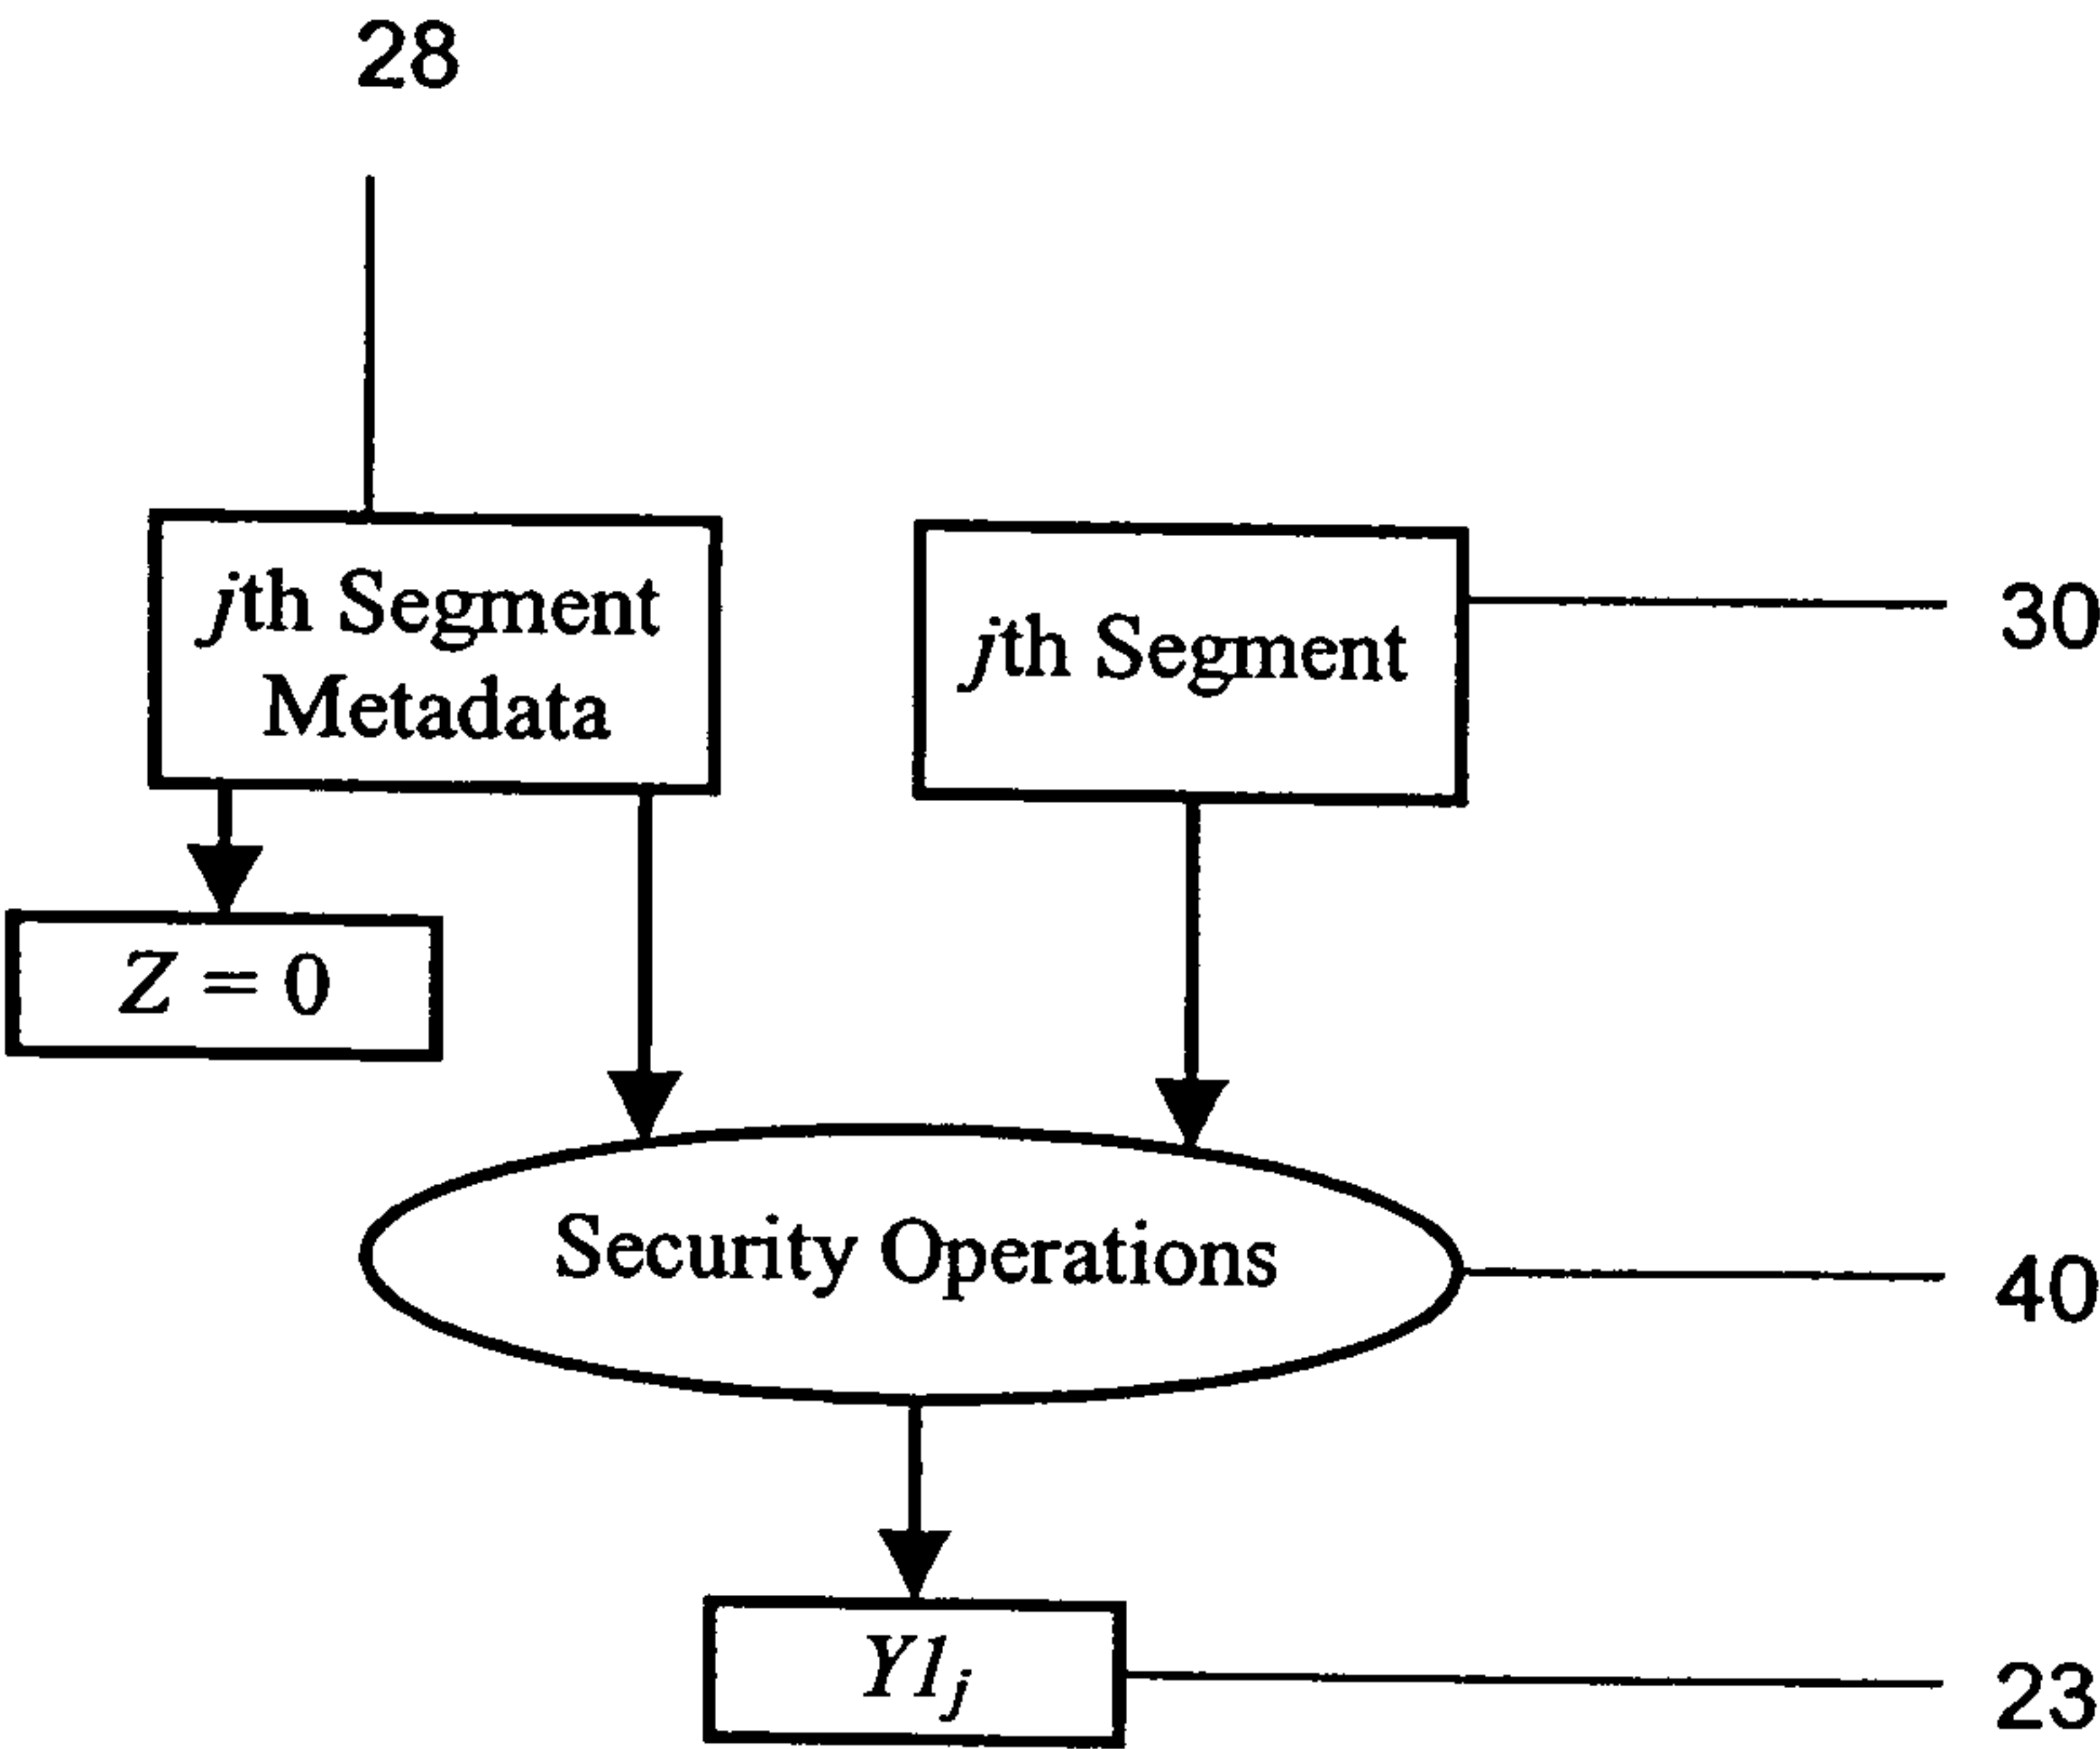 28
jth Segment
Metadata
jth Segment
30
Z = 0
Security Operations
40
Y1j
23